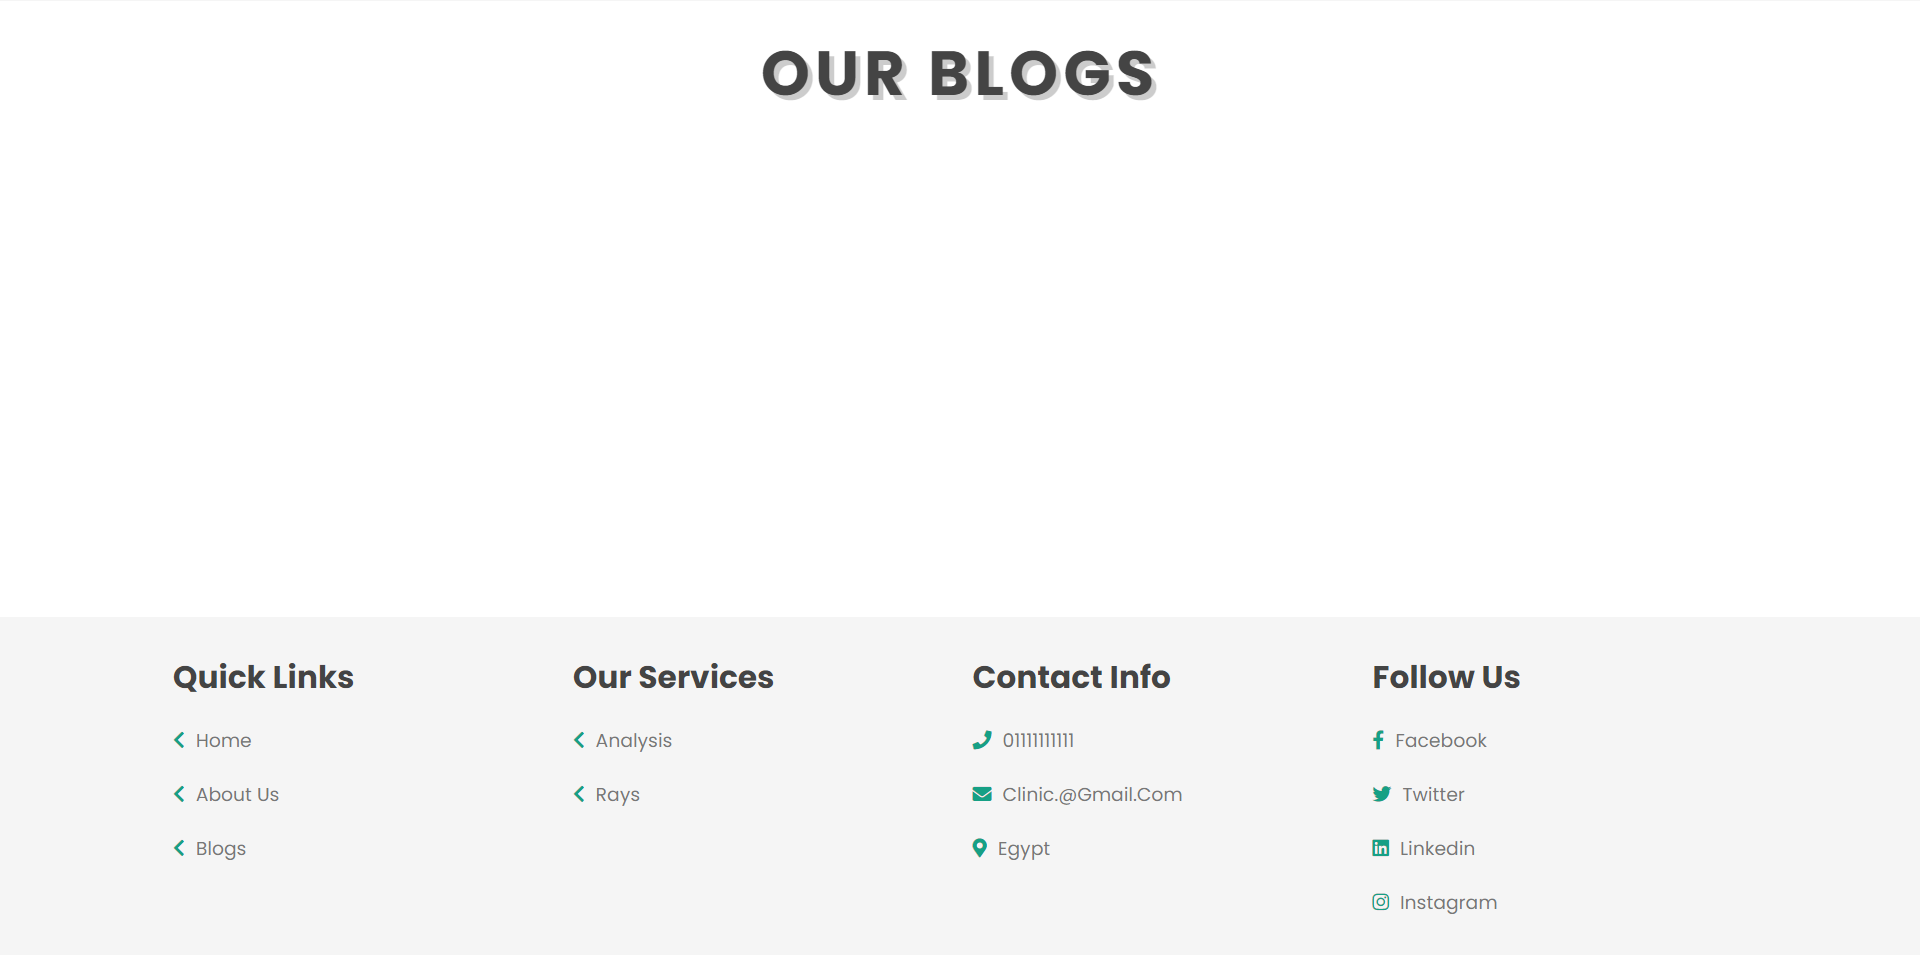 OUR BLOGS
Quick Links
Home
About Us
Blogs
Our Services
Analysis
Rays
Contact Info
01111111111
Clinic.@Gmail.Com
Egypt
Follow Us
Facebook
Twitter
Linkedin
Instagram